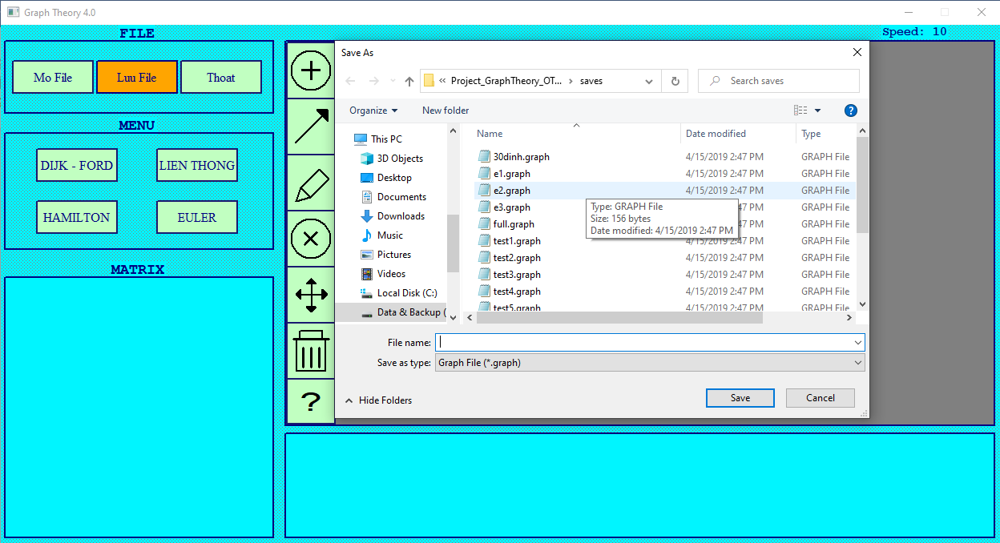 Graph Theory 4.0
Speed: 10
FILE
Mo File
Luu File
Thoat
MENU
DIJK - FORD
LIEN THONG
HAMILTON
EULER
MATRIX
?
Save As
« Project_GraphTheory_OT... › saves
Search saves
Organize
New folder
?
This PC
3D Objects
Desktop
Documents
Downloads
Music
Pictures
Videos
Local Disk (C:)
Data & Backup (
Name Date modified Type
30dinh.graph 4/15/2019 2:47 PM GRAPH File
e1.graph 4/15/2019 2:47 PM GRAPH File
e2.graph 4/15/2019 2:47 PM GRAPH File
e3.graph GRAPH File
full.graph GRAPH File
test1.graph 4/15/2019 2:47 PM GRAPH File
test2.graph 4/15/2019 2:47 PM GRAPH File
test3.graph 4/15/2019 2:47 PM GRAPH File
test4.graph 4/15/2019 2:47 PM GRAPH File
test5.graph 4/15/2019 2:47 PM GRAPH File
Type: GRAPH File
Size: 156 bytes
Date modified: 4/15/2019 2:47 PM
File name:
Save as type: Graph File (*.graph)
Hide Folders
Save
Cancel